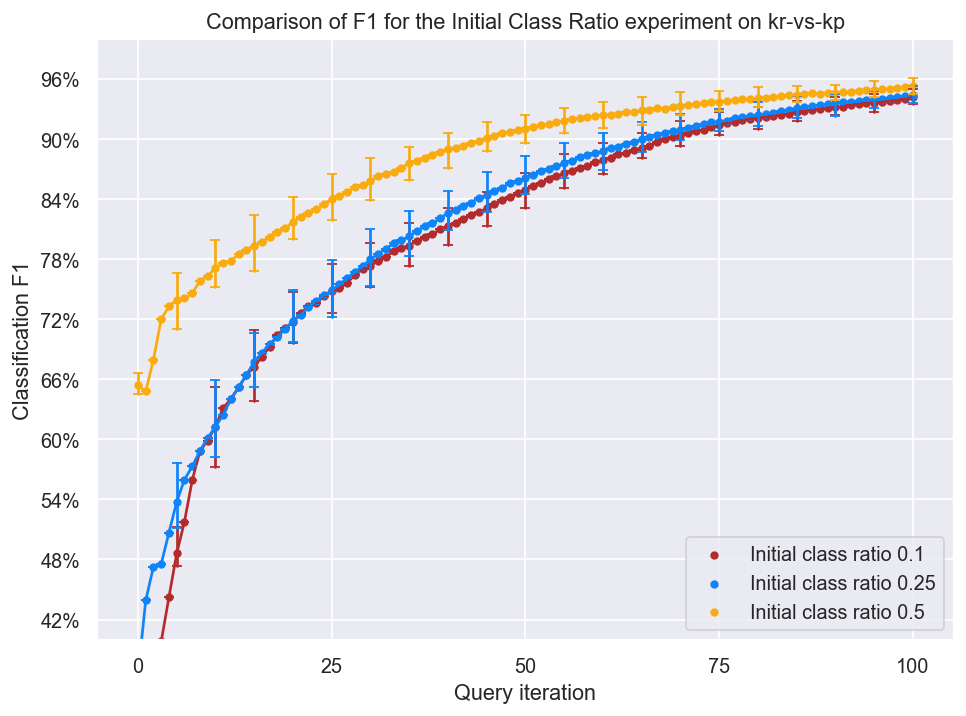 Comparison of F1 for the Initial Class Ratio experiment on kr-vs-kp
Classification F1
96%
90%
84%
78%
72%
66%
60%
54%
48%
42%
Initial class ratio 0.1
Initial class ratio 0.25
Initial class ratio 0.5
0 25 50 75 100
Query iteration